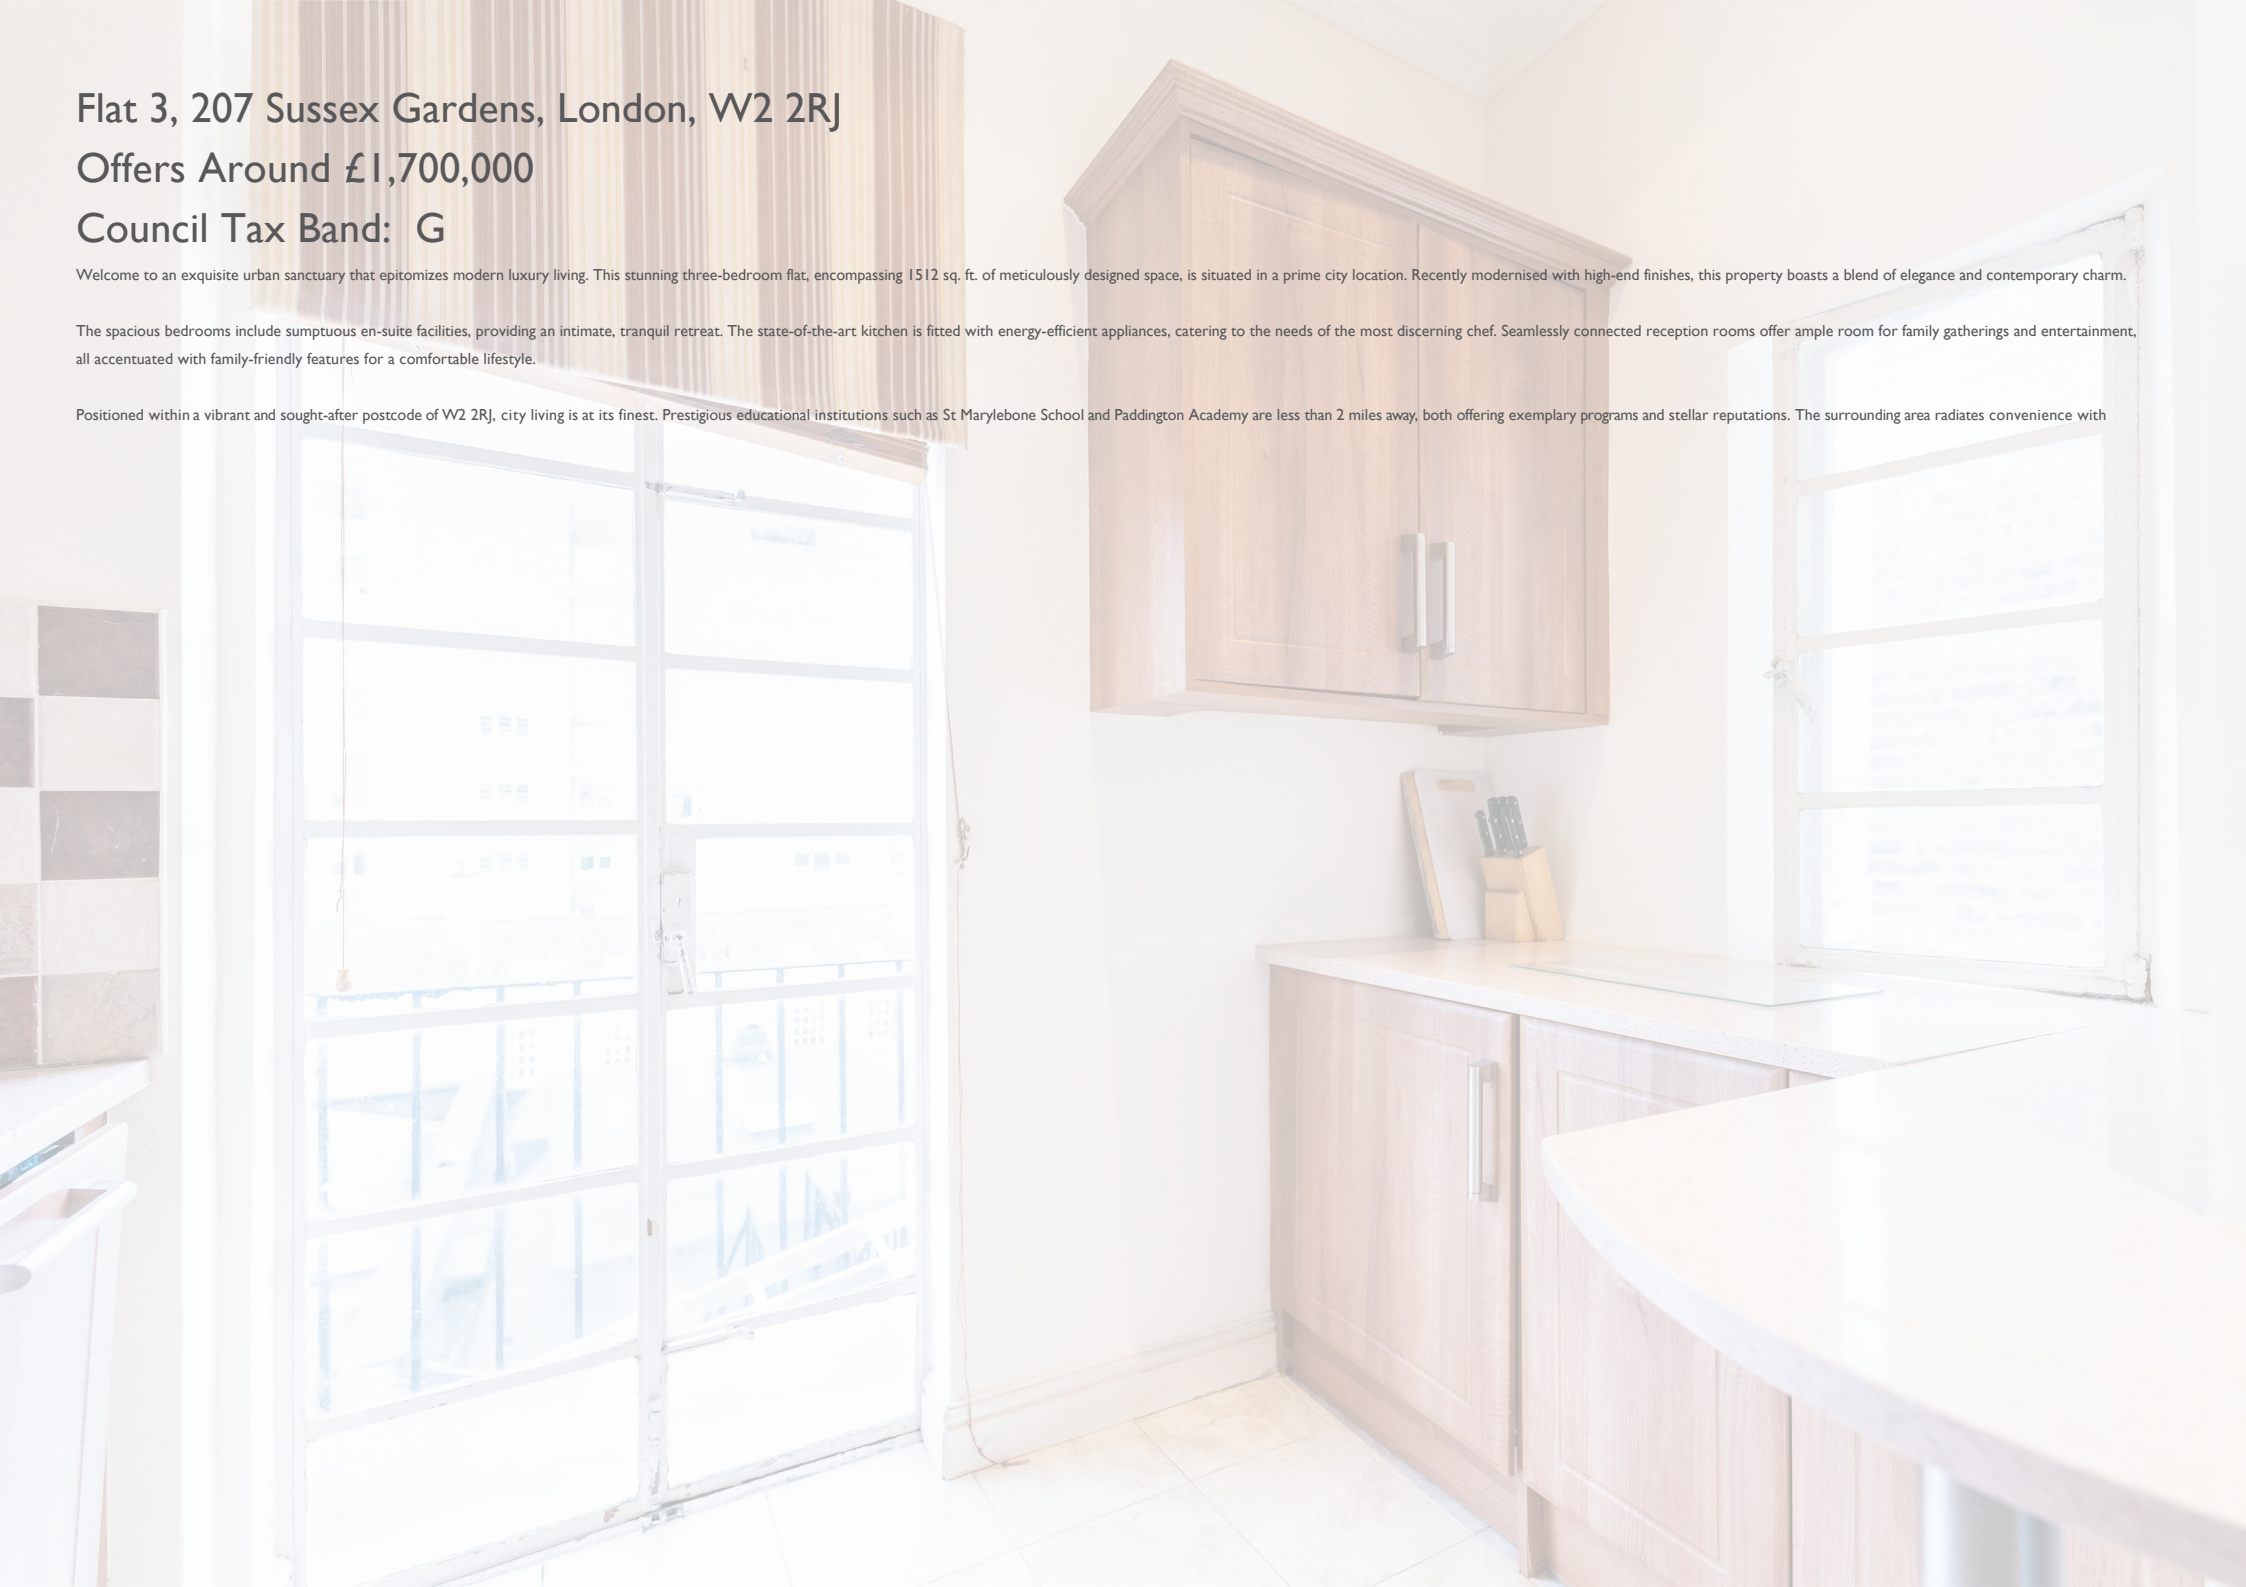 Flat 3, 207 Sussex Gardens, London, W2 2RJ
Offers Around £1,700,000
Council Tax Band:  G
Welcome to an exquisite urban sanctuary that epitomizes modern luxury living. This stunning three-bedroom flat, encompassing 1512 sq. ft. of meticulously designed space, is situated in a prime city location. Recently modernised with high-end finishes, this property boasts a blend of elegance and contemporary charm.
The spacious bedrooms include sumptuous en-suite facilities, providing an intimate, tranquil retreat. The state-of-the-art kitchen is fitted with energy-efficient appliances, catering to the needs of the most discerning chef. Seamlessly connected reception rooms offer ample room for family gatherings and entertainment,
all accentuated with family-friendly features for a comfortable lifestyle.
Positioned within a vibrant and sought-after postcode of W2 2RJ, city living is at its finest. Prestigious educational institutions such as St Marylebone School and Paddington Academy are less than 2 miles away, both offering exemplary programs and stellar reputations. The surrounding area radiates convenience with